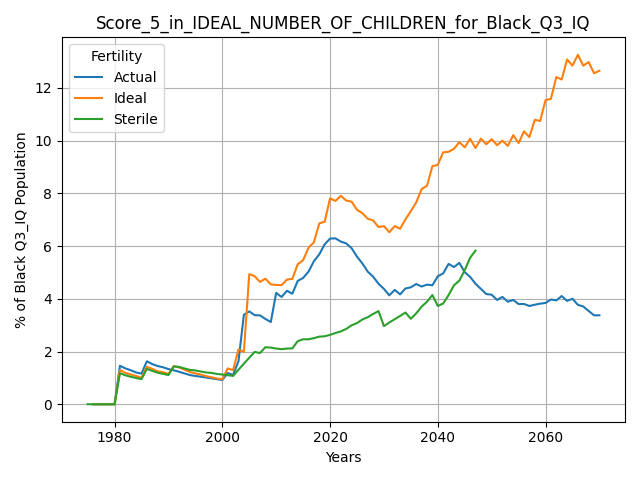 Score_5_in_IDEAL_NUMBER_OF_CHILDREN_for_Black_Q3_IQ
Fertility
Actual
Ideal
Sterile
% of Black Q3_IQ Population
12
10
8
6
4
2
0
1980
2000
2020
2040
2060
Years